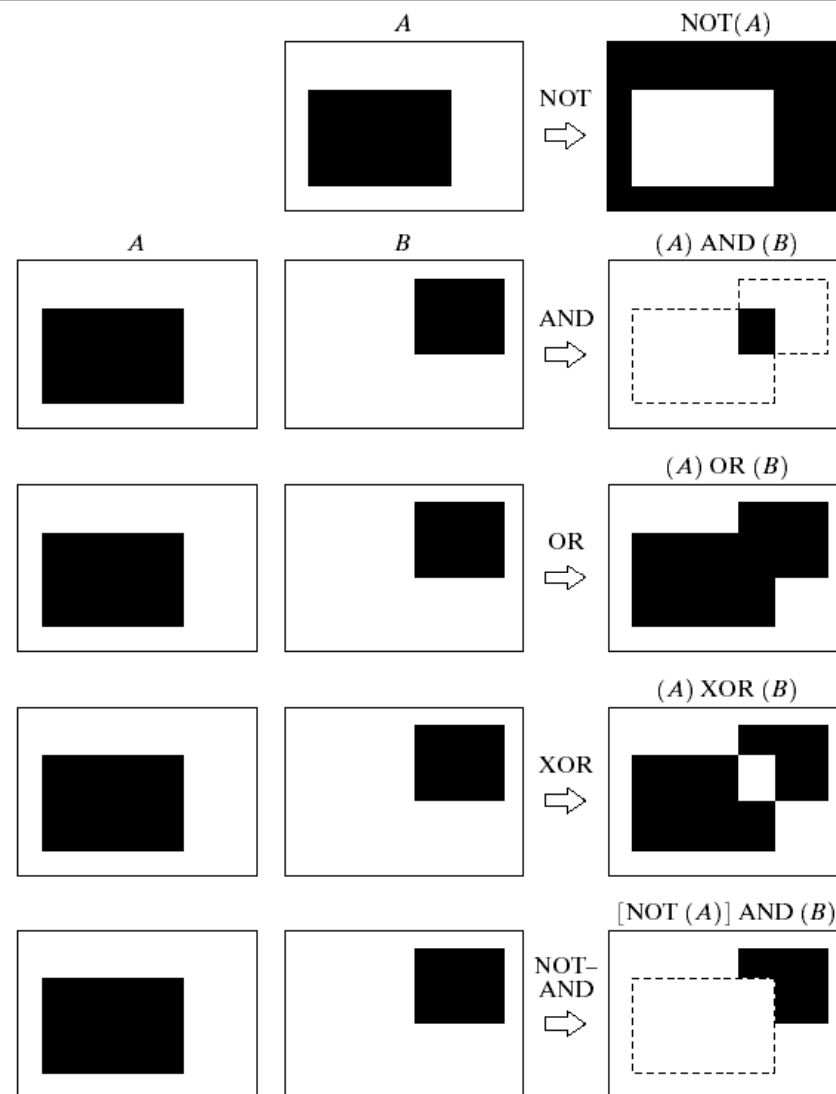 A NOT(A)
NOT
A B (A) AND (B)
AND
(A) OR (B)
OR
(A) XOR (B)
XOR
[NOT (A)] AND (B)
NOT–
AND